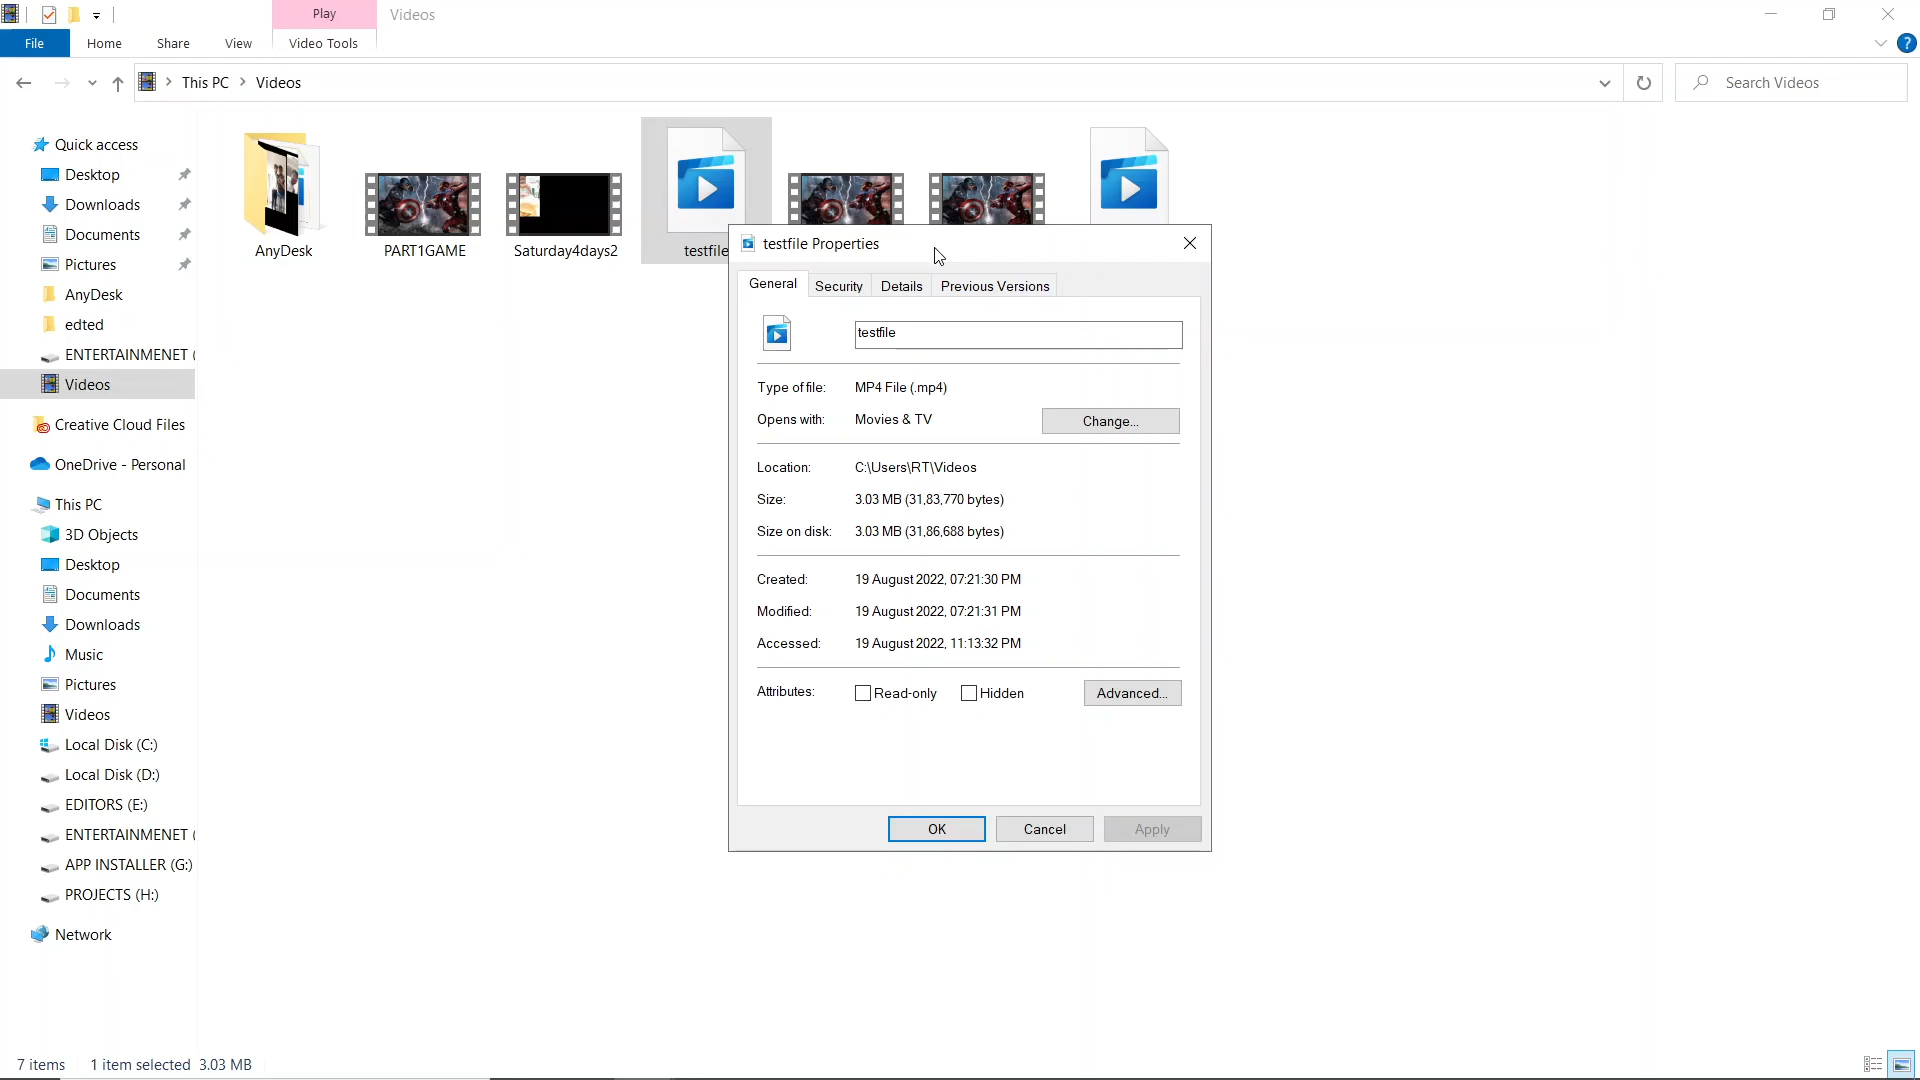 Play
Videos
File
Home
Share
View
Video Tools
This PC
Videos
Search Videos
Quick access
Desktop
Downloads
Documents
Pictures
AnyDesk
edted
ENTERTAINMENET (
Videos
Creative Cloud Files
OneDrive - Personal
This PC
3D Objects
Desktop
Documents
Downloads
Music
Pictures
Videos
Local Disk (C:)
Local Disk (D:)
EDITORS (E:)
ENTERTAINMENET (
APP INSTALLER (G:)
PROJECTS (H:)
Network
AnyDesk
PART1GAME
Saturday4days2
testfile
testfile Properties
General
Security
Details
Previous Versions
testfile
Type of file: MP4 File (.mp4)
Opens with: Movies & TV
Change...
Location: C:\Users\RT\Videos
Size: 3.03 MB (31,83,770 bytes)
Size on disk: 3.03 MB (31,86,688 bytes)
Created: 19 August 2022, 07:21:30 PM
Modified: 19 August 2022, 07:21:31 PM
Accessed: 19 August 2022, 11:13:32 PM
Attributes: Read-only Hidden
Advanced...
OK
Cancel
Apply
7 items 1 item selected 3.03 MB